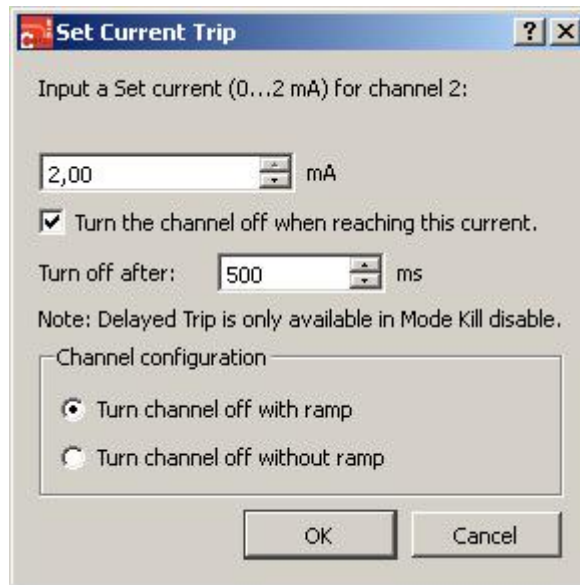 Set Current Trip
Input a Set current (0...2 mA) for channel 2:
2,00 mA
Turn the channel off when reaching this current.
Turn off after: 500 ms
Note: Delayed Trip is only available in Mode Kill disable.
Channel configuration
Turn channel off with ramp
Turn channel off without ramp
OK Cancel